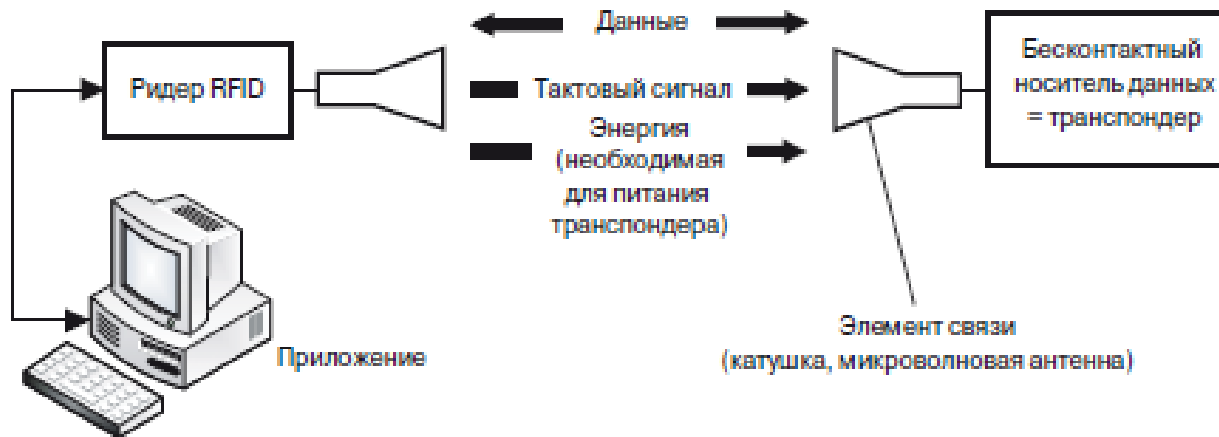 Данные
Ридер RFID
Тактовый сигнал
Энергия
(необходимая
для питания
транспондера)
Бесконтактный
носитель данных
= транспондер
Приложение
Элемент связи
(катушка, микроволновая антенна)